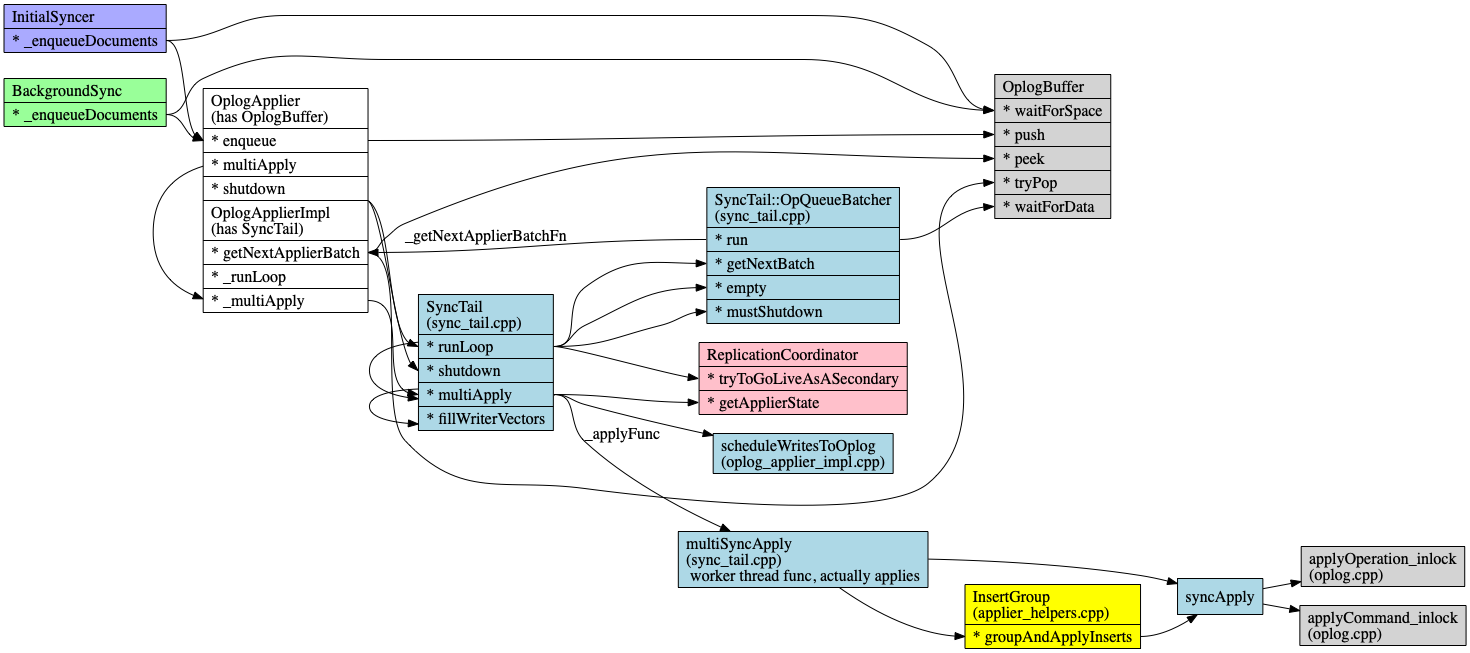 InitialSyncer
* _enqueueDocuments
BackgroundSync
* _enqueueDocuments
OplogApplier
(has OplogBuffer)
* enqueue
* multiApply
* shutdown
OplogApplierImpl
(has SyncTail)
* getNextApplierBatch
* _runLoop
* _multiApply
SyncTail
(sync_tail.cpp)
* runLoop
* shutdown
* multiApply
* fillWriterVectors
_getNextApplierBatchFn
_applyFunc
SyncTail::OpQueueBatcher
(sync_tail.cpp)
* run
* getNextBatch
* empty
* mustShutdown
ReplicationCoordinator
* tryToGoLiveAsASecondary
* getApplierState
scheduleWritesToOplog
(oplog_applier_impl.cpp)
multiSyncApply
(sync_tail.cpp)
worker thread func, actually applies
OplogBuffer
* waitForSpace
* push
* peek
* tryPop
* waitForData
InsertGroup
(applier_helpers.cpp)
* groupAndApplyInserts
syncApply
applyOperation_inlock
(oplog.cpp)
applyCommand_inlock
(oplog.cpp)